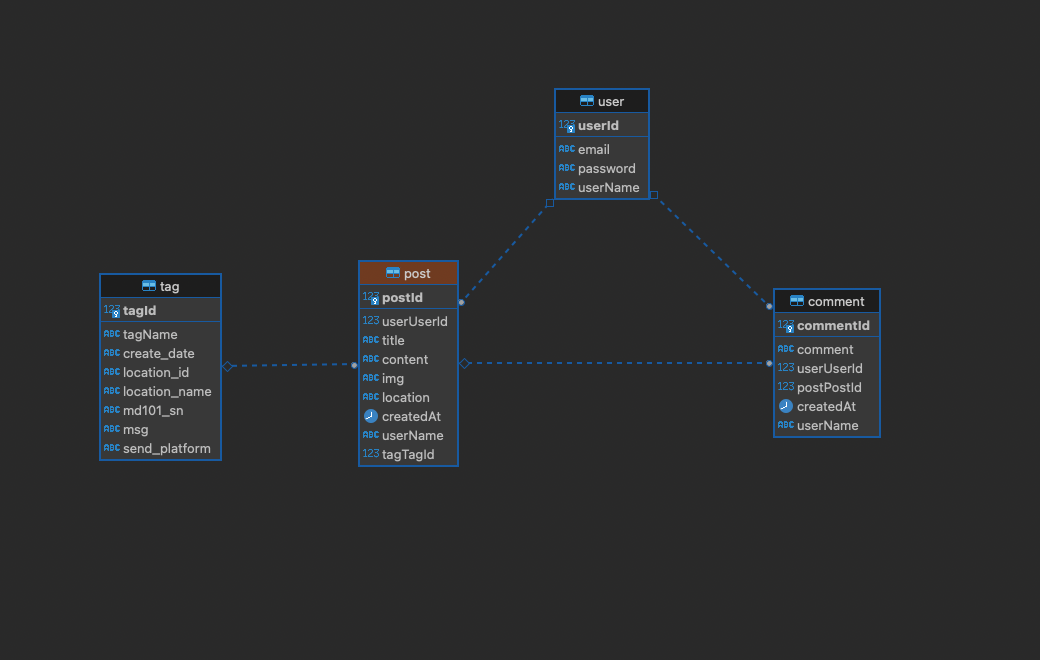 user
123 userId
ABC email
ABC password
ABC userName
tag
123 tagId
ABC tagName
ABC create_date
ABC location_id
ABC location_name
ABC md101_sn
ABC msg
ABC send_platform
post
123 postId
123 userUserId
ABC title
ABC content
ABC img
ABC location
createdAt
ABC userName
123 tagTagId
comment
123 commentId
ABC comment
123 userUserId
123 postPostId
createdAt
ABC userName